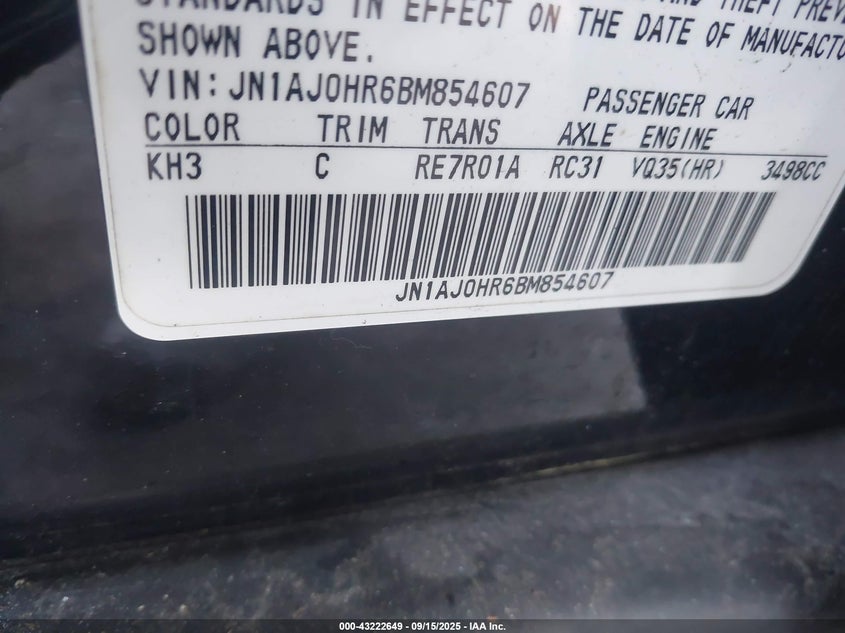 STANDARDS IN EFFECT ON THE DATE OF MANUFACTU
SHOWN ABOVE.
VIN: JN1AJ0HR6BM854607 PASSENGER CAR
COLOR TRIM TRANS AXLE ENGINE
KH3 C RE7R01A RC31 VQ35(HR) 3498CC
JN1AJ0HR6BM854607
000-43222649 - 09/15/2025 - IAA Inc.